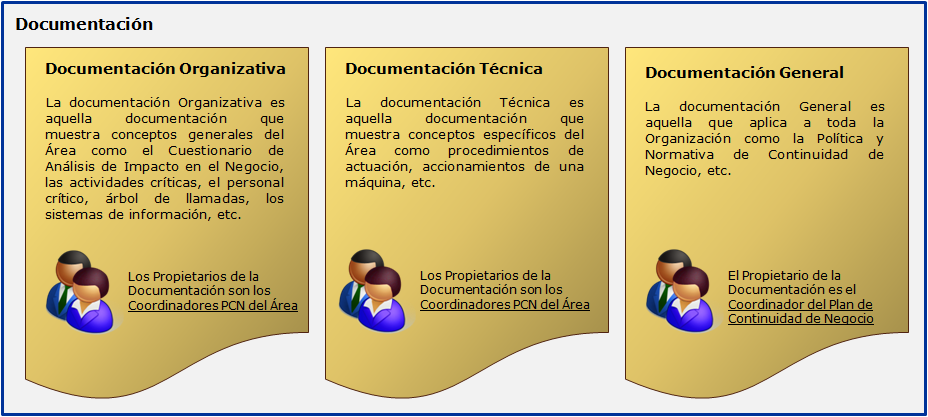 Documentación
Documentación Organizativa
La documentación Organizativa es
aquella documentación que
muestra conceptos generales del
Área como el Cuestionario de
Análisis de Impacto en el Negocio,
las actividades críticas, el personal
crítico, árbol de llamadas, los
sistemas de información, etc.
Los Propietarios de la
Documentación son los
Coordinadores PCN del Área
Documentación Técnica
La documentación Técnica es
aquella documentación que
muestra conceptos específicos del
Área como procedimientos de
actuación, accionamientos de una
máquina, etc.
Los Propietarios de la
Documentación son los
Coordinadores PCN del Área
Documentación General
La documentación General es
aquella que aplica a toda la
Organización como la Política y
Normativa de Continuidad de
Negocio, etc.
El Propietario de la
Documentación es el
Coordinador del Plan de
Continuidad de Negocio